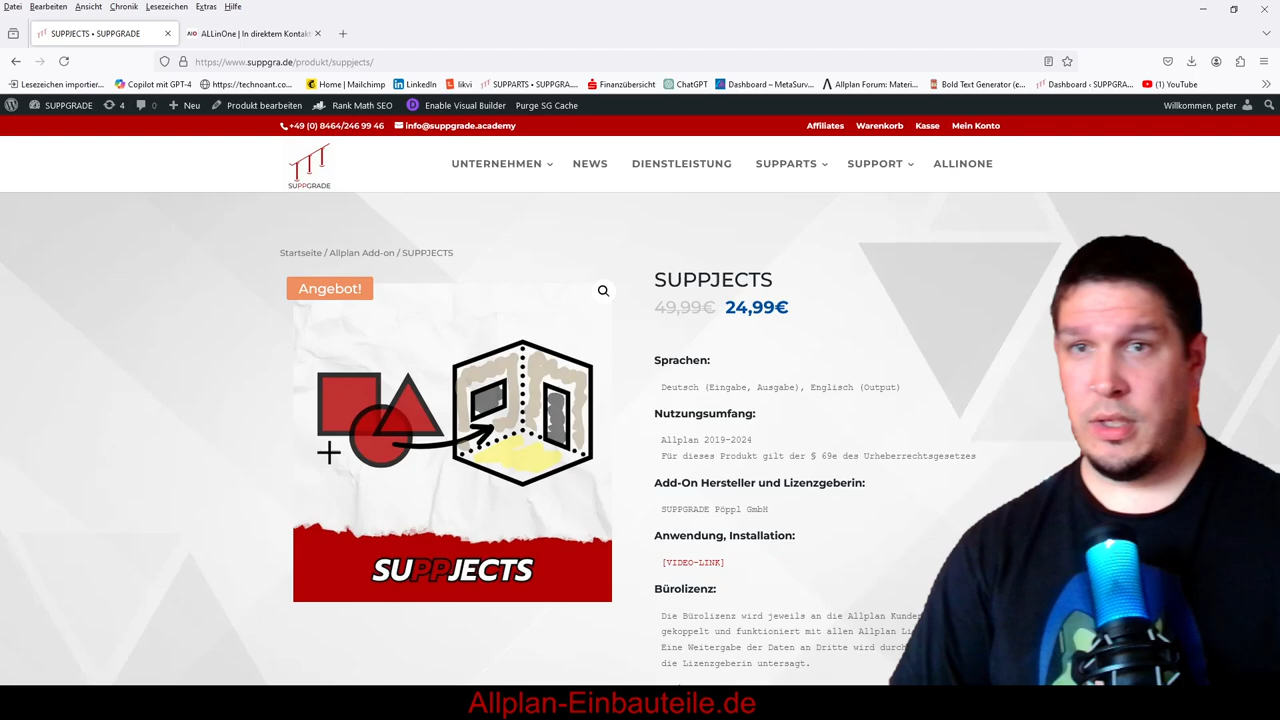 Datei Bearbeiten Ansicht Chronik Lesezeichen Extras Hilfe
SUPPJECTS • SUPPGRADE
AIO ALLinOne | In direktem Kontakt
https://www.suppgra.de/produkt/suppjects/
Lesezeichen importier... Copilot mit GPT-4 https://technoant.co... Home | Mailchimp LinkedIn likvi SUPPARTS • SUPPGRA... Finanzübersicht ChatGPT Dashboard – MetaSurv... Allplan Forum: Materi... Bold Text Generator (e... Dashboard ‹ SUPPGRA... (1) YouTube
SUPPGRADE 4 0 Neu Produkt bearbeiten Rank Math SEO Enable Visual Builder Purge SG Cache Willkommen, peter
+49 (0) 8464/246 99 46 info@suppgrade.academy Affiliates Warenkorb Kasse Mein Konto
SUPPGRADE
UNTERNEHMEN NEWS DIENSTLEISTUNG SUPPARTS SUPPORT ALLINONE
Startseite / Allplan Add-on / SUPPJECTS
Angebot!
SUPPJECTS
SUPPJECTS
49,99€ 24,99€
Sprachen:
Deutsch (Eingabe, Ausgabe), Englisch (Output)
Nutzungsumfang:
Allplan 2019-2024
Für dieses Produkt gilt der § 69e des Urheberrechtsgesetzes
Add-On Hersteller und Lizenzgeberin:
SUPPGRADE Pöppl GmbH
Anwendung, Installation:
[VIDEO-LINK]
Bürolizenz:
Die Bürolizenz wird jeweils an die Allplan Kunden
gekoppelt und funktioniert mit allen Allplan Li
Eine Weitergabe der Daten an Dritte wird durch
die Lizenzgeberin untersagt.
Allplan-Einbauteile.de